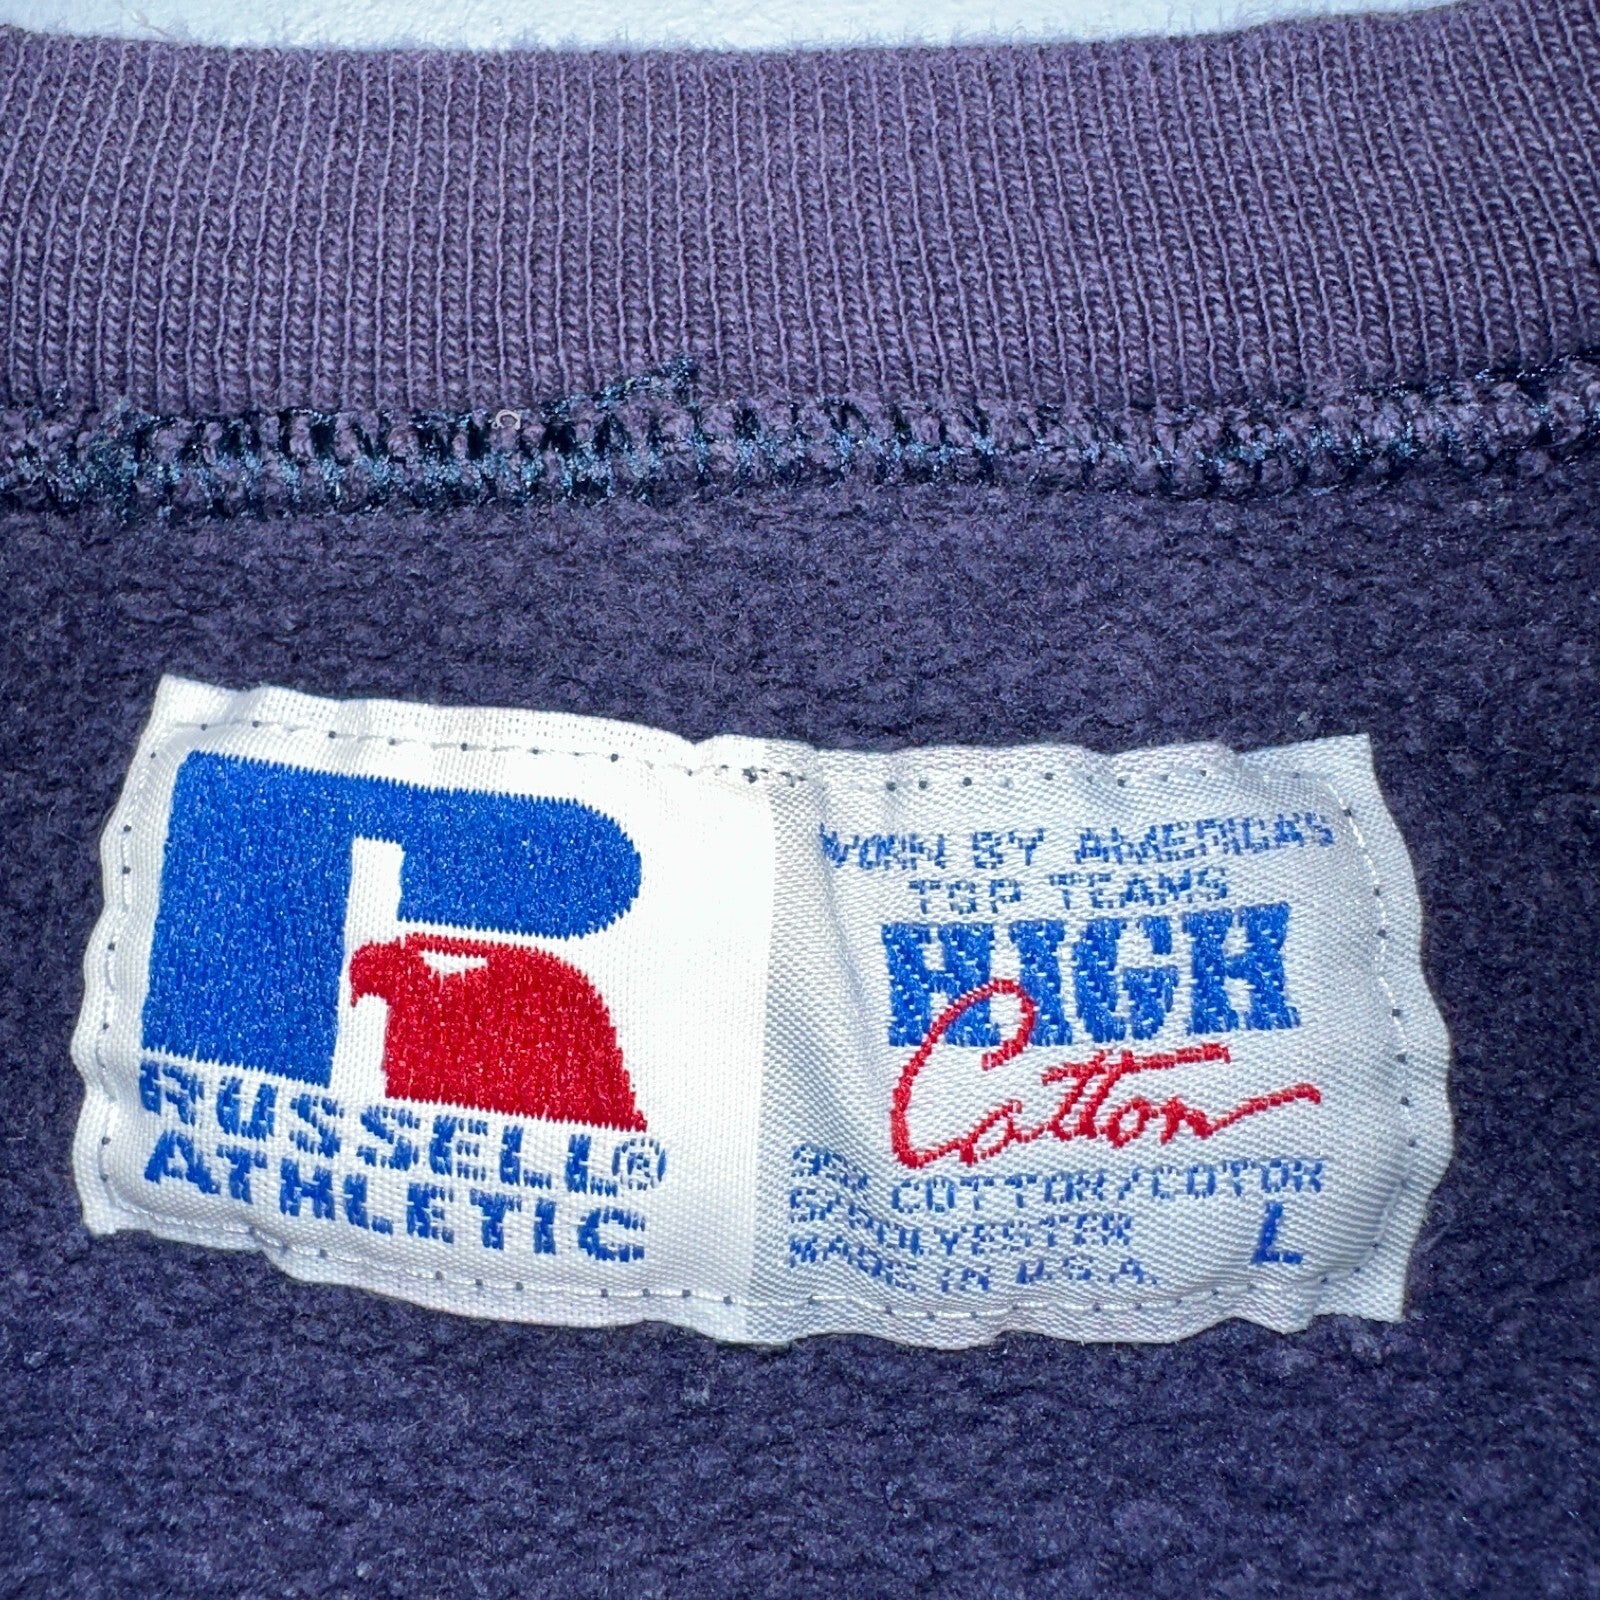 RUSSELL®
ATHLETIC
WORN BY AMERICA'S
TOP TEAMS
HIGH
Cotton
COTTON/COTON
POLYESTER
MADE IN U.S.A.
L